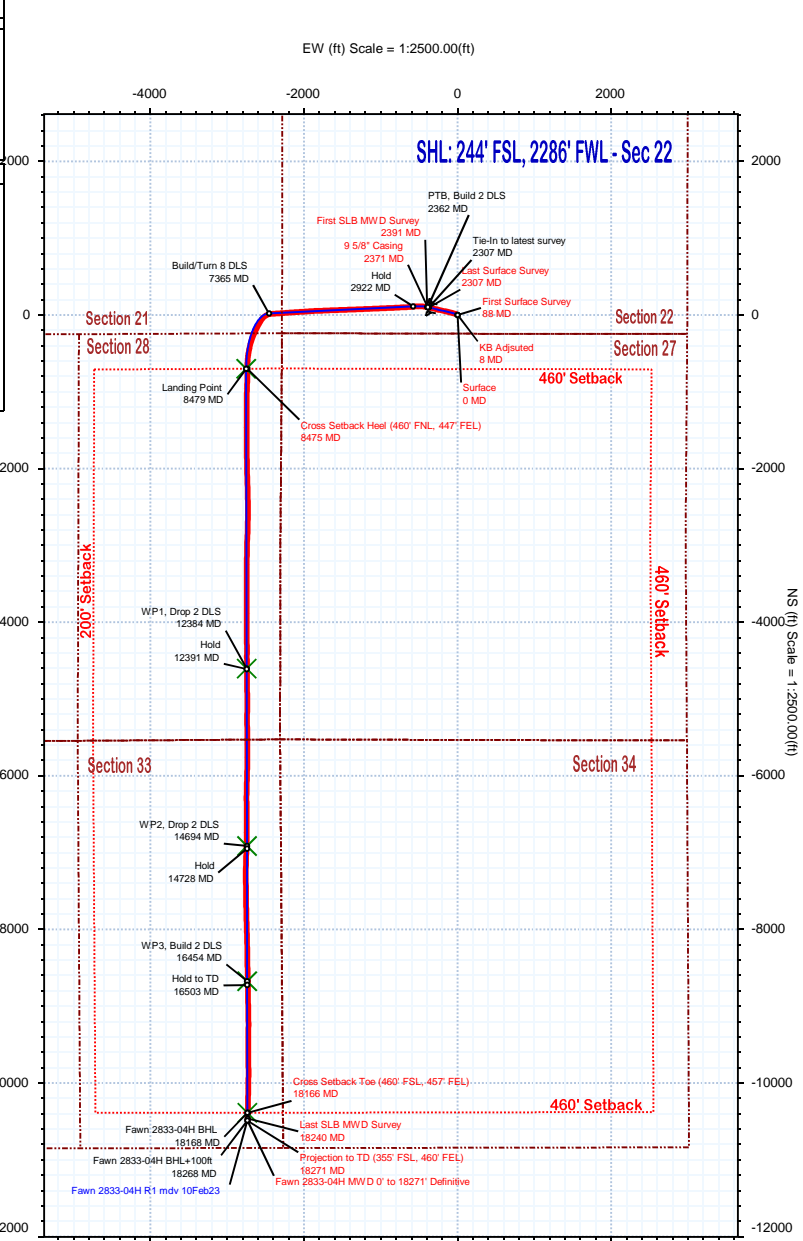 EW (ft) Scale = 1:2500.00(ft)
-4000
-2000
0
2000
SHL: 244' FSL, 2286' FWL - Sec 22
2000
2000
PTB, Build 2 DLS
2362 MD
First SLB MWD Survey
2391 MD
9 5/8" Casing
2371 MD
Tie-In to latest survey
2307 MD
Build/Turn 8 DLS
7365 MD
Hold
2922 MD
Last Surface Survey
2307 MD
First Surface Survey
88 MD
0
0
Section 21
Section 22
Section 28
Section 27
KB Adjsuted
8 MD
460' Setback
Landing Point
8479 MD
Surface
0 MD
Cross Setback Heel (460' FNL, 447' FEL)
8475 MD
2000
-2000
200' Setback
460' Setback
NS (ft) Scale = 1:2500.00(ft)
WP1, Drop 2 DLS
12384 MD
4000
-4000
Hold
12391 MD
Section 33
Section 34
6000
-6000
WP2, Drop 2 DLS
14694 MD
Hold
14728 MD
8000
-8000
WP3, Build 2 DLS
16454 MD
Hold to TD
16503 MD
0000
-10000
Cross Setback Toe (460' FSL, 457' FEL)
18166 MD
460' Setback
Fawn 2833-04H BHL
18168 MD
Last SLB MWD Survey
18240 MD
Fawn 2833-04H BHL+100ft
18268 MD
Projection to TD (355' FSL, 460' FEL)
18271 MD
Fawn 2833-04H MWD 0' to 18271' Definitive
Fawn 2833-04H R1 mdv 10Feb23
2000
-12000